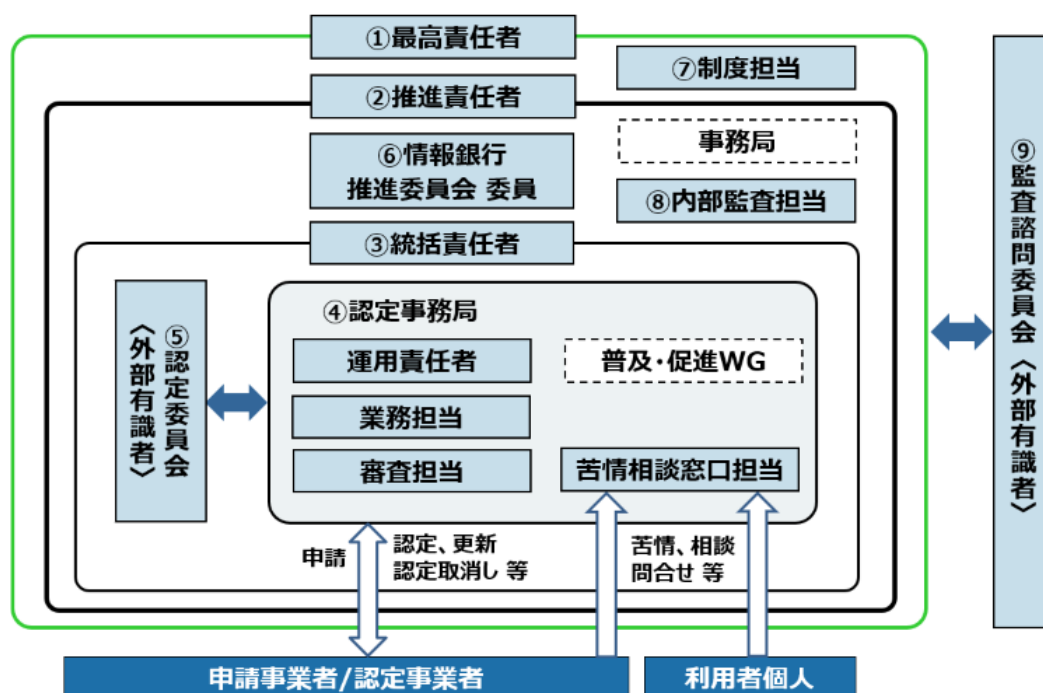 ①最高責任者
⑦制度担当
②推進責任者
事務局
⑥情報銀行
推進委員会 委員
⑧内部監査担当
③統括責任者
④認定事務局
運用責任者
普及・促進WG
業務担当
審査担当
苦情相談窓口担当
⑤認定委員会
〈外部有識者〉
申請
認定、更新
認定取消し 等
苦情、相談
問合せ 等
申請事業者/認定事業者
利用者個人
⑨監査諮問委員会〈外部有識者〉